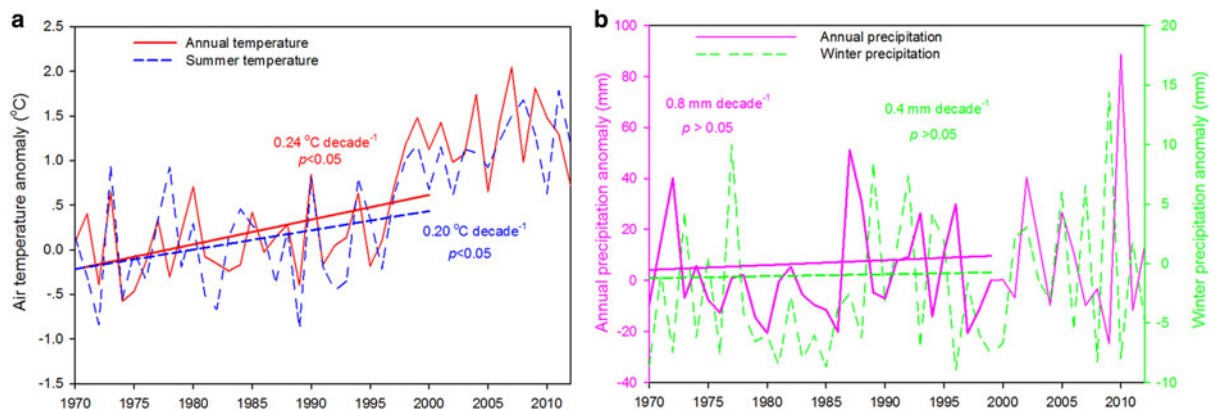 a
Air temperature anomaly (°C)
2.5
2.0
1.5
1.0
.5
0.0
-.5
-1.0
-1.5
Annual temperature
Summer temperature
0.24 °C decade⁻¹
p<0.05
0.20 °C decade⁻¹
p<0.05
1970 1975 1980 1985 1990 1995 2000 2005 2010
b
Annual precipitation anomaly (mm)
100
80
60
40
20
0
-20
-40
Annual precipitation
Winter precipitation
0.8 mm decade⁻¹
p > 0.05
0.4 mm decade⁻¹
p >0.05
20
15
10
5
0
-5
-10
Winter precipitation anomaly (mm)
1970 1975 1980 1985 1990 1995 2000 2005 2010